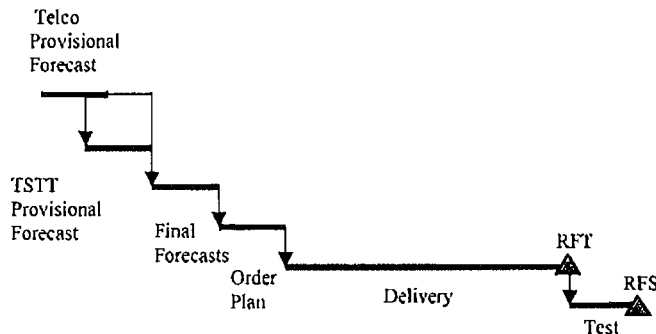 Telco
Provisional
Forecast
TSTT
Provisional
Forecast
Final
Forecasts
Order
Plan
Delivery
RFT
RFS
Test